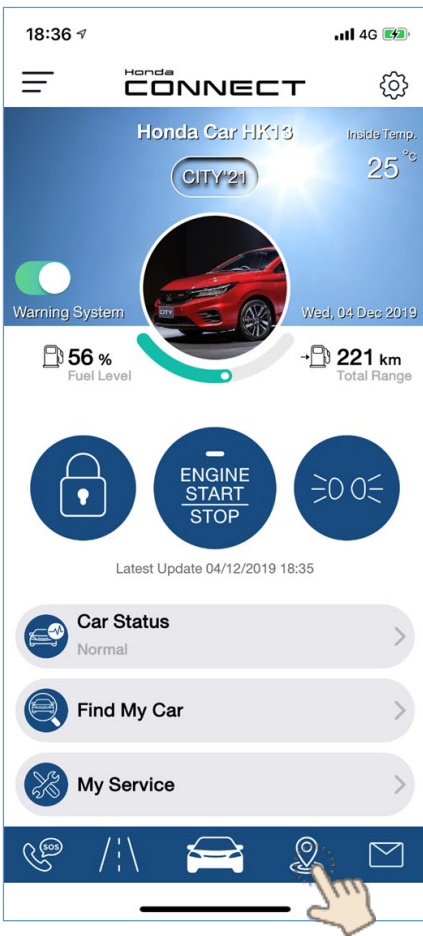 18:36
4G
Honda
CONNECT
Honda Car HK13
Inside Temp.
CITY'21
25 °C
CITY
Warning System
Wed, 04 Dec 2019
56 %
Fuel Level
221 km
Total Range
ENGINE
START
STOP
Latest Update 04/12/2019 18:35
Car Status
Normal
Find My Car
My Service
SOS